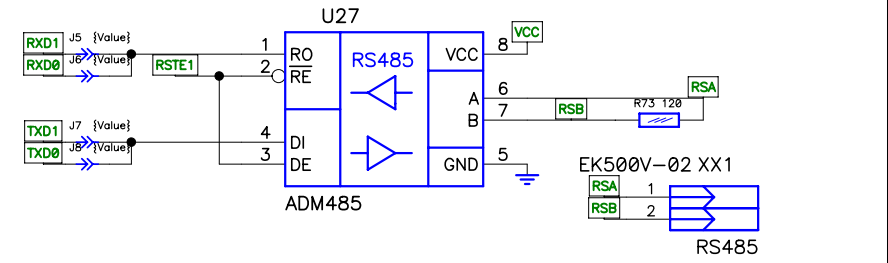 U27
RXD1 J5 {Value}
RXD0 J6 {Value}
RSTE1
1 RO
2 RE
RS485
VCC 8 VCC
A 6 RSA
B 7 RSB R73 120
TXD1 J7 {Value}
TXD0 J8 {Value}
4 DI
3 DE
GND 5
ADM485
EK500V-02 XX1
RSA 1
RSB 2
RS485